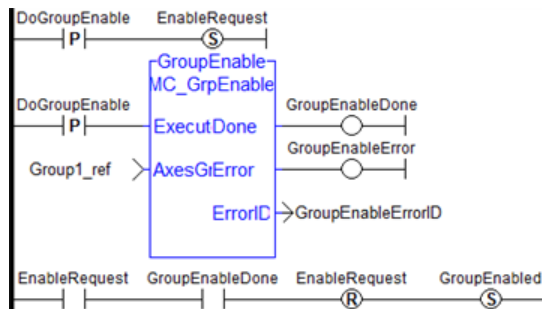 DoGroupEnable EnableRequest
P S
GroupEnable
MC_GrpEnable
DoGroupEnable GroupEnableDone
P ExecutDone
GroupEnableError
Group1_ref AxesGrError
ErrorID GroupEnableErrorID
EnableRequest GroupEnableDone EnableRequest GroupEnabled
R S